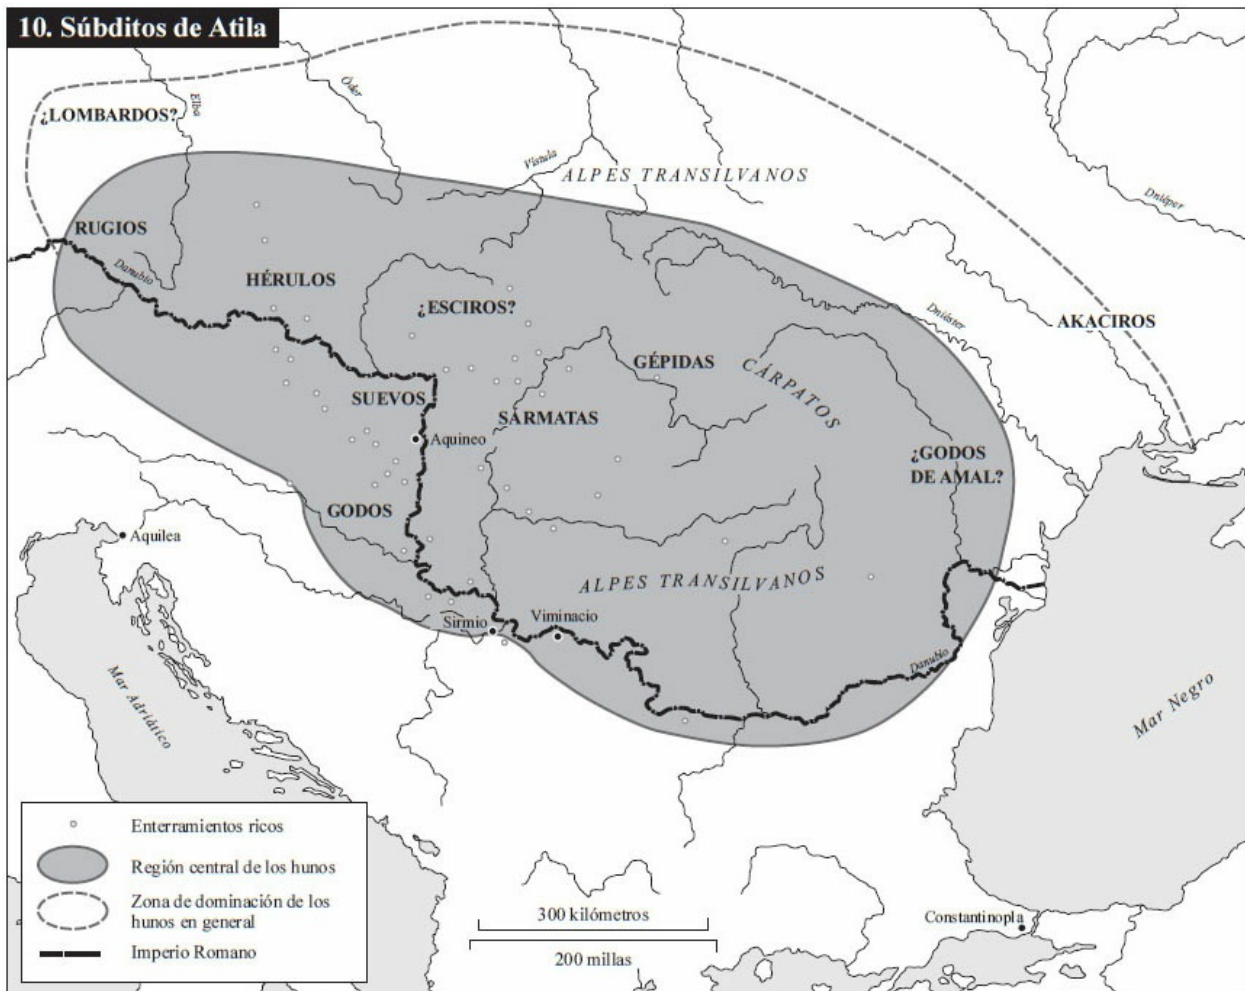 10. Súbditos de Atila
¿LOMBARDOS?
Elba
Óder
Vístula
ALPES TRANSILVANOS
Dniéper
RUGIOS
Danubio
HÉRULOS
¿ESCIROS?
Dniéster
AKACIROS
GÉPIDAS
CÁRPATOS
SUEVOS
SÁRMATAS
Aquineo
¿GODOS
DE AMAL?
GODOS
Aquilea
ALPES TRANSILVANOS
Sirmio
Viminacio
Danubio
Mar Adriático
Mar Negro
Enterramientos ricos
Región central de los hunos
Zona de dominación de los
hunos en general
Imperio Romano
300 kilómetros
200 millas
Constantinopla